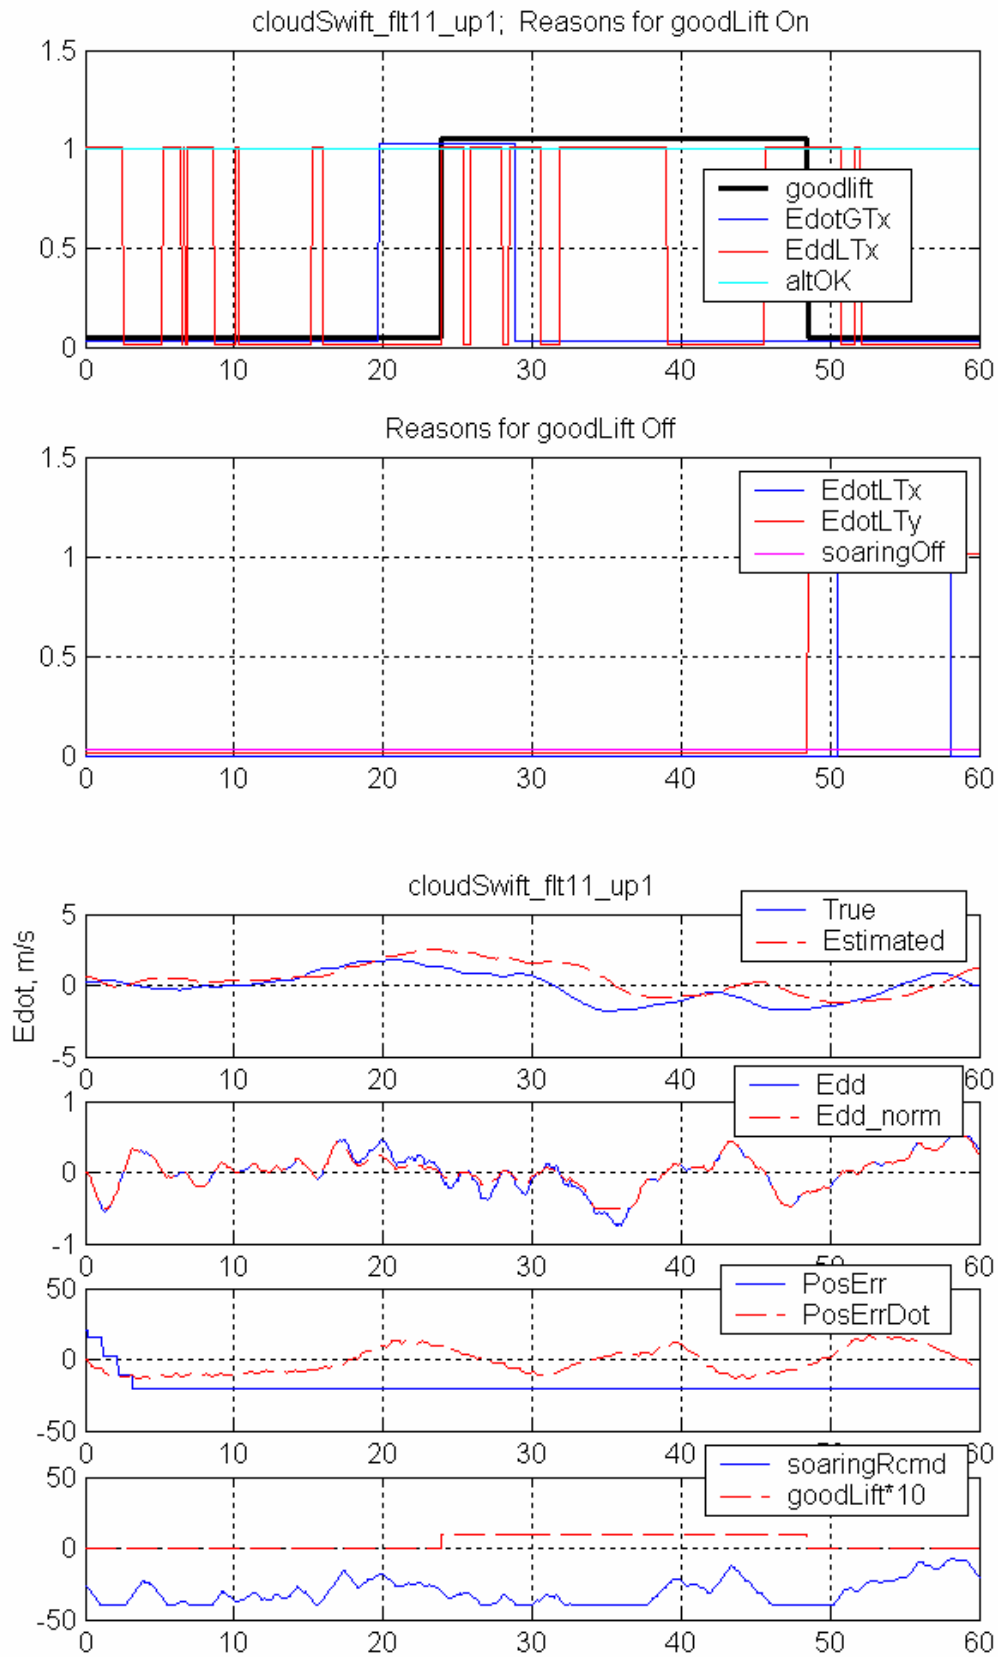 cloudSwift_flt11_up1; Reasons for goodLift On
1.5
1
0.5
0
goodlift
EdotGTx
EddLTx
altOK
0 10 20 30 40 50 60
Reasons for goodLift Off
1.5
1
0.5
0
EdotLTx
EdotLTy
soaringOff
0 10 20 30 40 50 60
cloudSwift_flt11_up1
Edot, m/s
5
0
-5
True
Estimated
0 10 20 30 40 50 60
1
0
-1
Edd
Edd_norm
0 10 20 30 40 50 60
50
0
-50
PosErr
PosErrDot
0 10 20 30 40 60
50
0
-50
soaringRcmd
goodLift*10
0 10 20 30 40 50 60